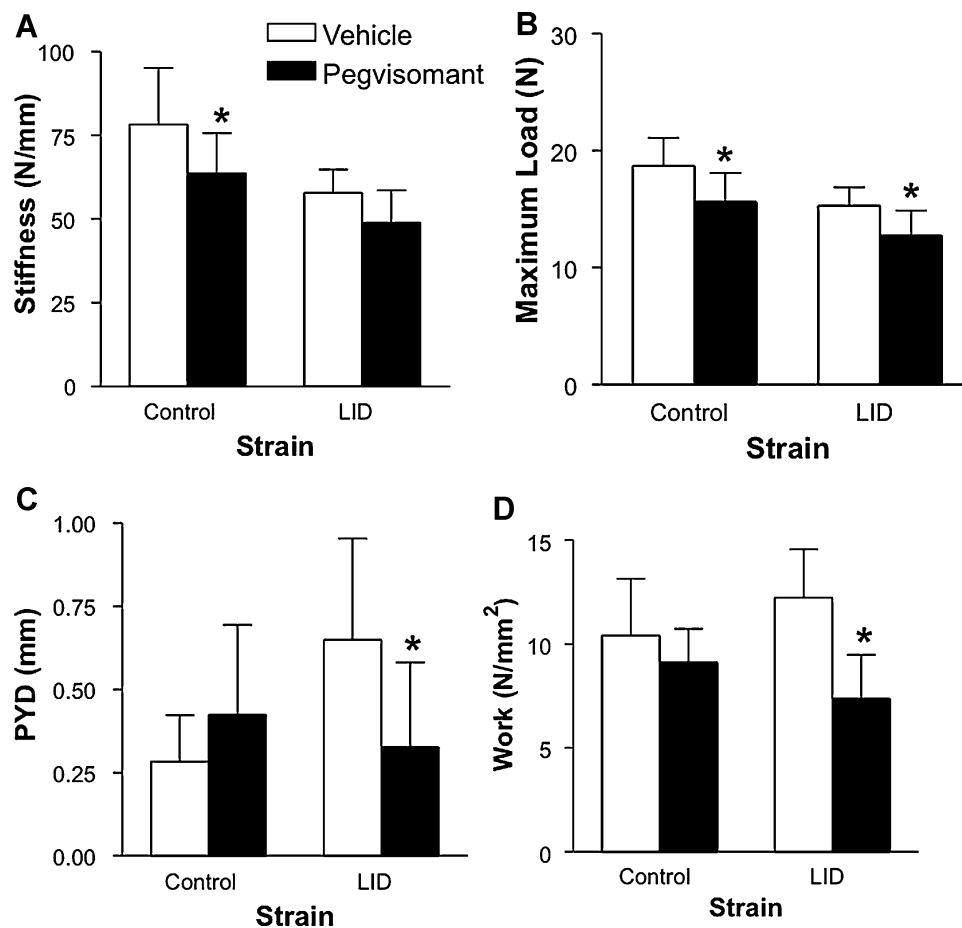 A
Vehicle
Pegvisomant
100
75
50
25
0
Stiffness (N/mm)
*
Control
LID
Strain
B
30
20
10
0
Maximum Load (N)
*
*
Control
LID
Strain
C
1.00
0.75
0.50
0.25
0.00
PYD (mm)
*
Control
LID
Strain
D
15
10
5
0
Work (N/mm²)
*
Control
LID
Strain